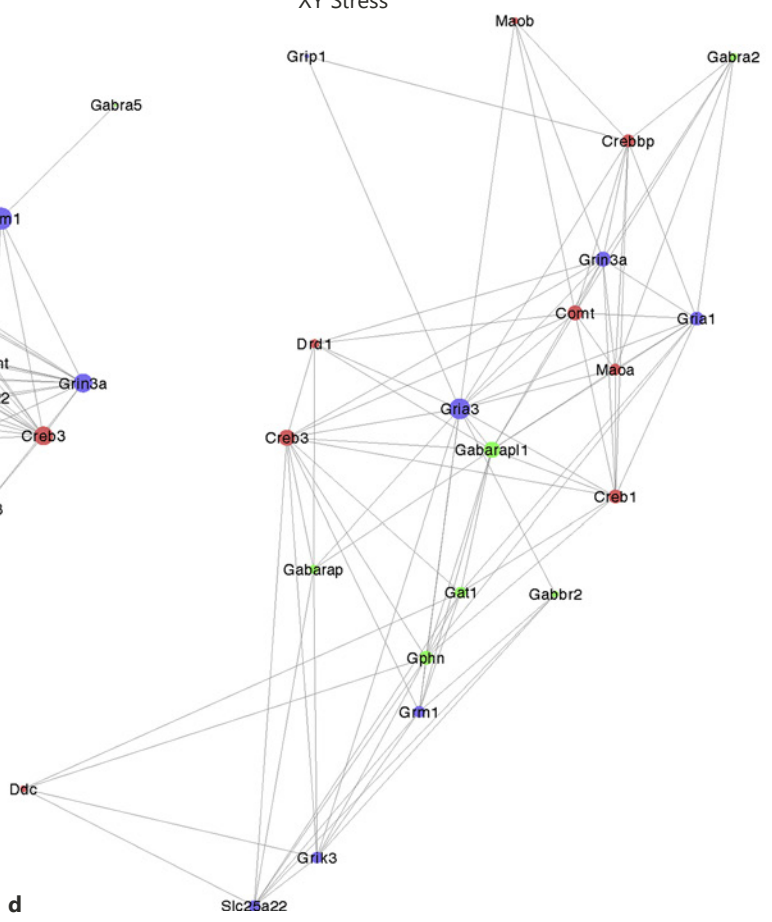 XY Stress
Maob
Grip1
Gabra2
Gabra5
Crebbp
m1
Grin3a
Comt
Gria1
Drd1
nt
Maoa
Grin3a
2
Gria3
Creb3
Creb3
Gabarapl1
Creb1
3
Gabarap
Gat1
Gabbr2
Gphn
Grm1
Ddc
Grik3
d
Slc25a22